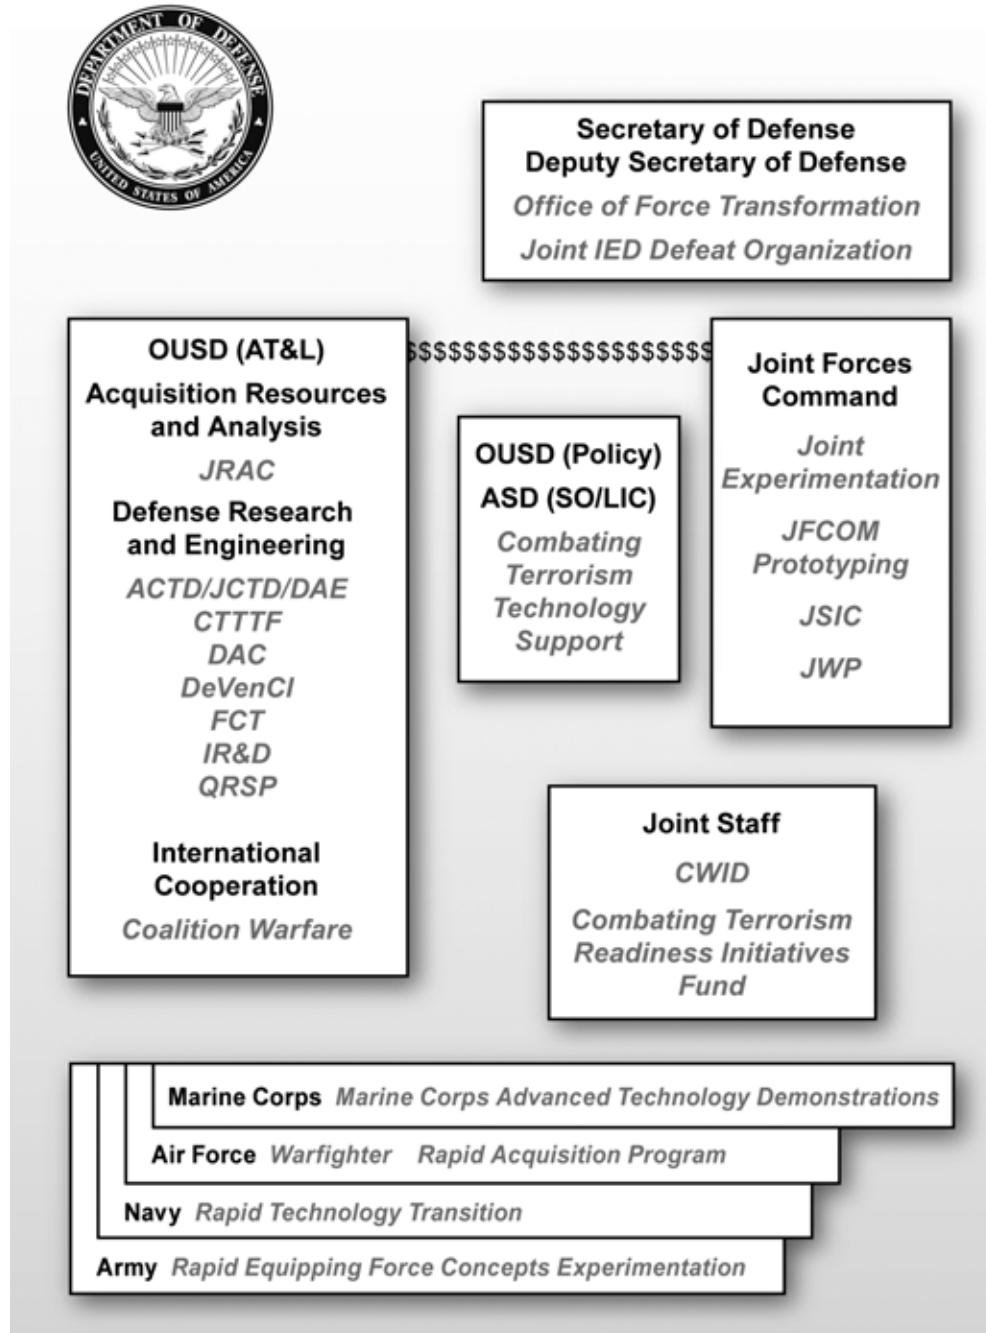 DEPARTMENT OF DEFENSE
UNITED STATES OF AMERICA
Secretary of Defense
Deputy Secretary of Defense
Office of Force Transformation
Joint IED Defeat Organization
OUSD (AT&L)
Acquisition Resources
and Analysis
JRAC
Defense Research
and Engineering
ACTD/JCTD/DAE
CTTTF
DAC
DeVenCI
FCT
IR&D
QRSP
International
Cooperation
Coalition Warfare
$$$$$$$$$$$$$$$$$$$$$
OUSD (Policy)
ASD (SO/LIC)
Combating
Terrorism
Technology
Support
Joint Forces
Command
Joint
Experimentation
JFCOM
Prototyping
JSIC
JWP
Joint Staff
CWID
Combating Terrorism
Readiness Initiatives
Fund
Marine Corps Marine Corps Advanced Technology Demonstrations
Air Force Warfighter Rapid Acquisition Program
Navy Rapid Technology Transition
Army Rapid Equipping Force Concepts Experimentation